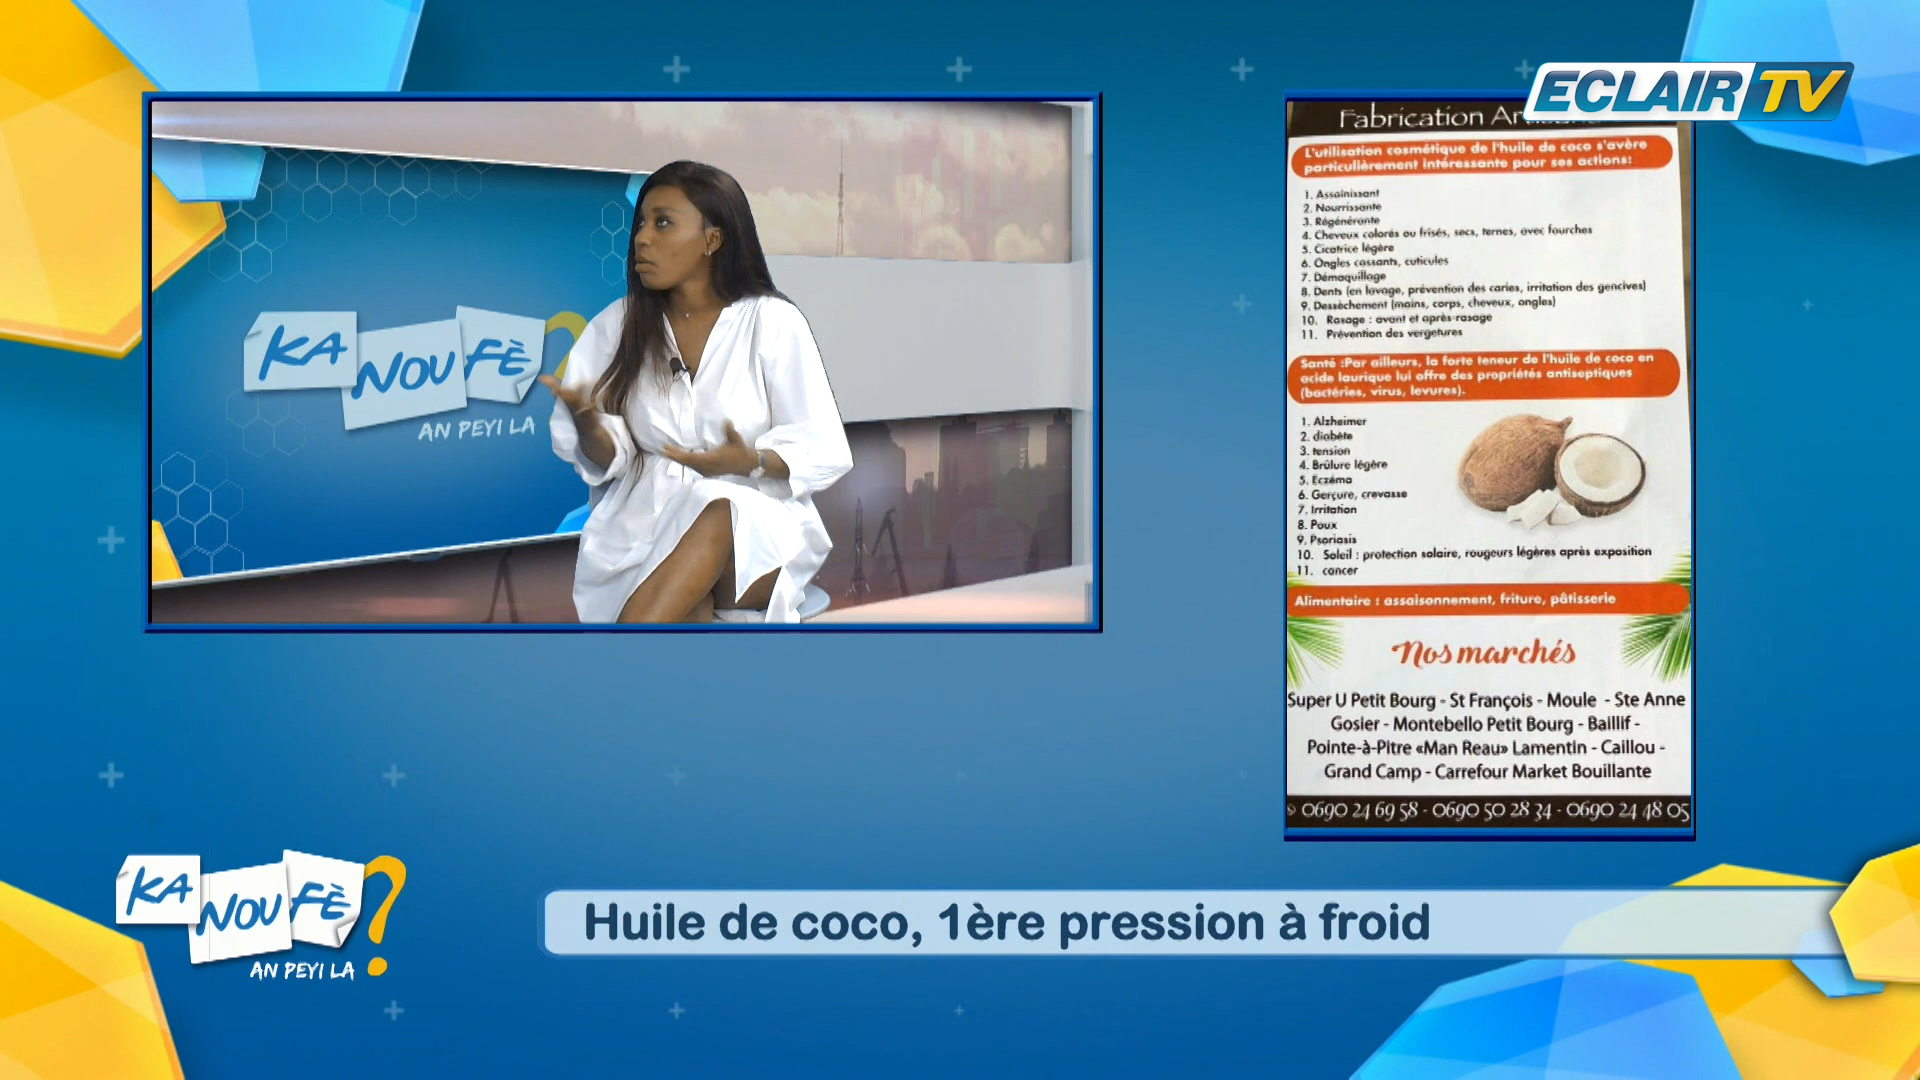 ECLAIR TV
KA NOU FÈ ?
AN PEYI LA
Fabrication
L'utilisation cosmétique de l'huile de coco s'avère
particulièrement intéressante pour ses actions:
1. Assainissant
2. Nourrissante
3. Régénérante
4. Cheveux colorés ou frisés, secs, ternes, avec fourches
5. Cicatrice légère
6. Ongles cassants, cuticules
7. Démaquillage
8. Dents (en lavage, prévention des caries, irritation des gencives)
9. Dessèchement (mains, corps, cheveux, ongles)
10. Rasage : avant et après-rasage
11. Prévention des vergetures
Santé :Par ailleurs, la forte teneur de l'huile de coco en
acide laurique lui offre des propriétés antiseptiques
(bactéries, virus, levures).
1. Alzheimer
2. diabète
3. tension
4. Brûlure légère
5. Eczéma
6. Gerçure, crevasse
7. Irritation
8. Poux
9. Psoriasis
10. Soleil : protection solaire, rougeurs légères après exposition
11. cancer
Alimentaire : assaisonnement, friture, pâtisserie
Nos marchés
Super U Petit Bourg - St François - Moule - Ste Anne
Gosier - Montebello Petit Bourg - Baillif -
Pointe-à-Pitre «Man Reau» Lamentin - Caillou -
Grand Camp - Carrefour Market Bouillante
0690 24 69 58 - 0690 50 28 34 - 0690 24 48 05
KA NOU FÈ ?
AN PEYI LA
Huile de coco, 1ère pression à froid